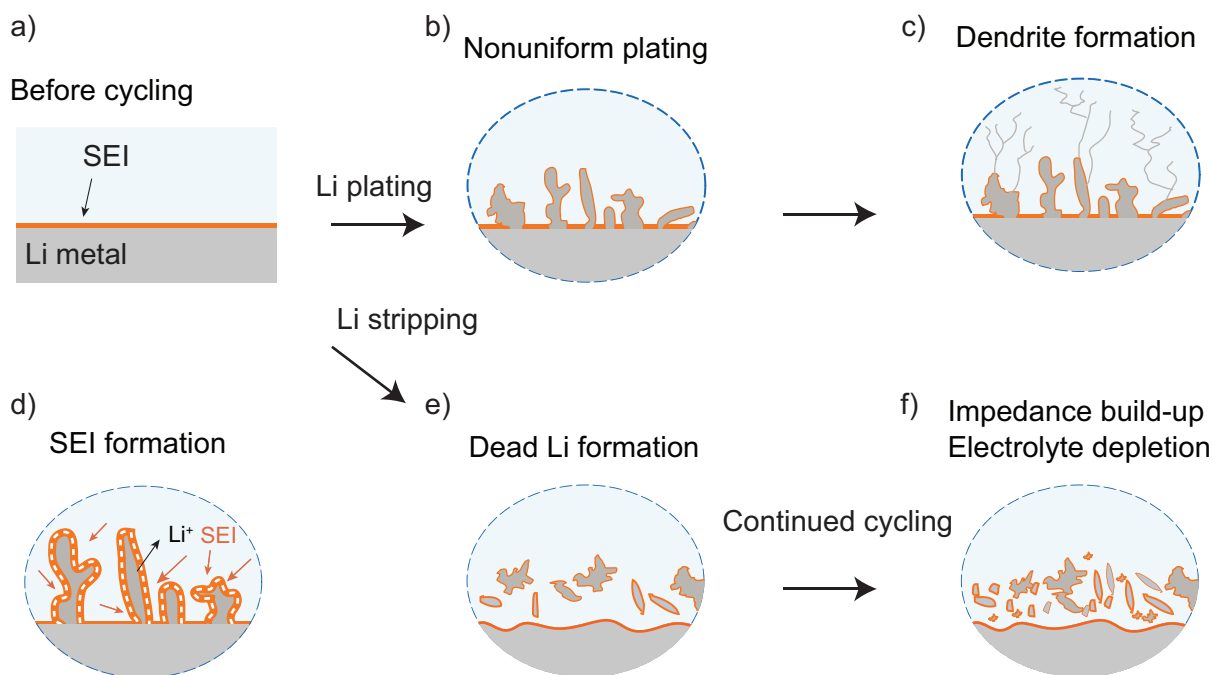 a)
Before cycling
SEI
Li metal
Li plating
b)
Nonuniform plating
c)
Dendrite formation
Li stripping
d)
SEI formation
Li⁺
SEI
e)
Dead Li formation
Continued cycling
f)
Impedance build-up
Electrolyte depletion